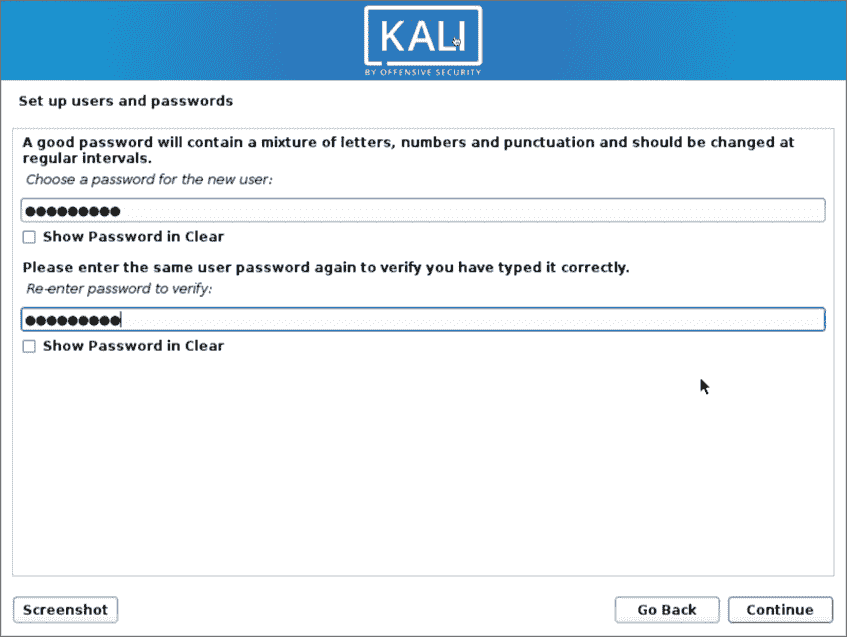 KALI
BY OFFENSIVE SECURITY
Set up users and passwords
A good password will contain a mixture of letters, numbers and punctuation and should be changed at
regular intervals.
Choose a password for the new user:
●●●●●●●●●
Show Password in Clear
Please enter the same user password again to verify you have typed it correctly.
Re-enter password to verify:
●●●●●●●●●
Show Password in Clear
Screenshot
Go Back
Continue